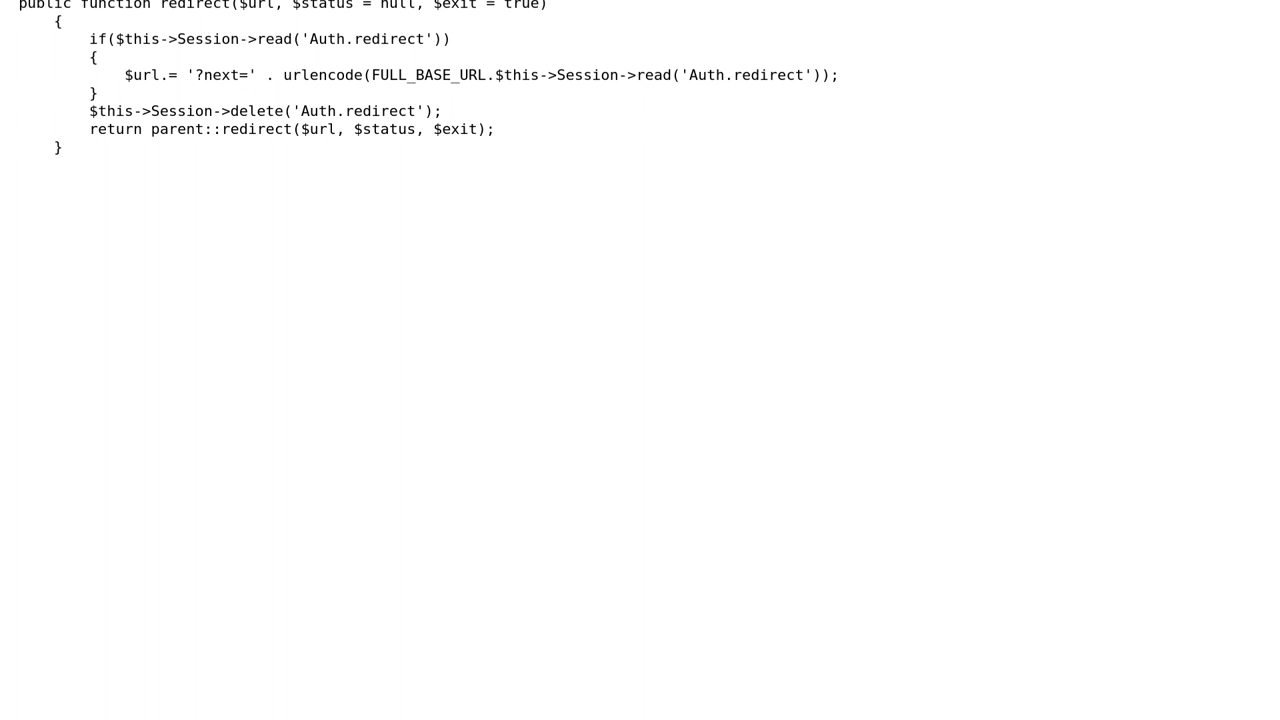 public function redirect($url, $status = null, $exit = true)
    {
        if($this->Session->read('Auth.redirect'))
        {
            $url.= '?next=' . urlencode(FULL_BASE_URL.$this->Session->read('Auth.redirect'));
        }
        $this->Session->delete('Auth.redirect');
        return parent::redirect($url, $status, $exit);
    }